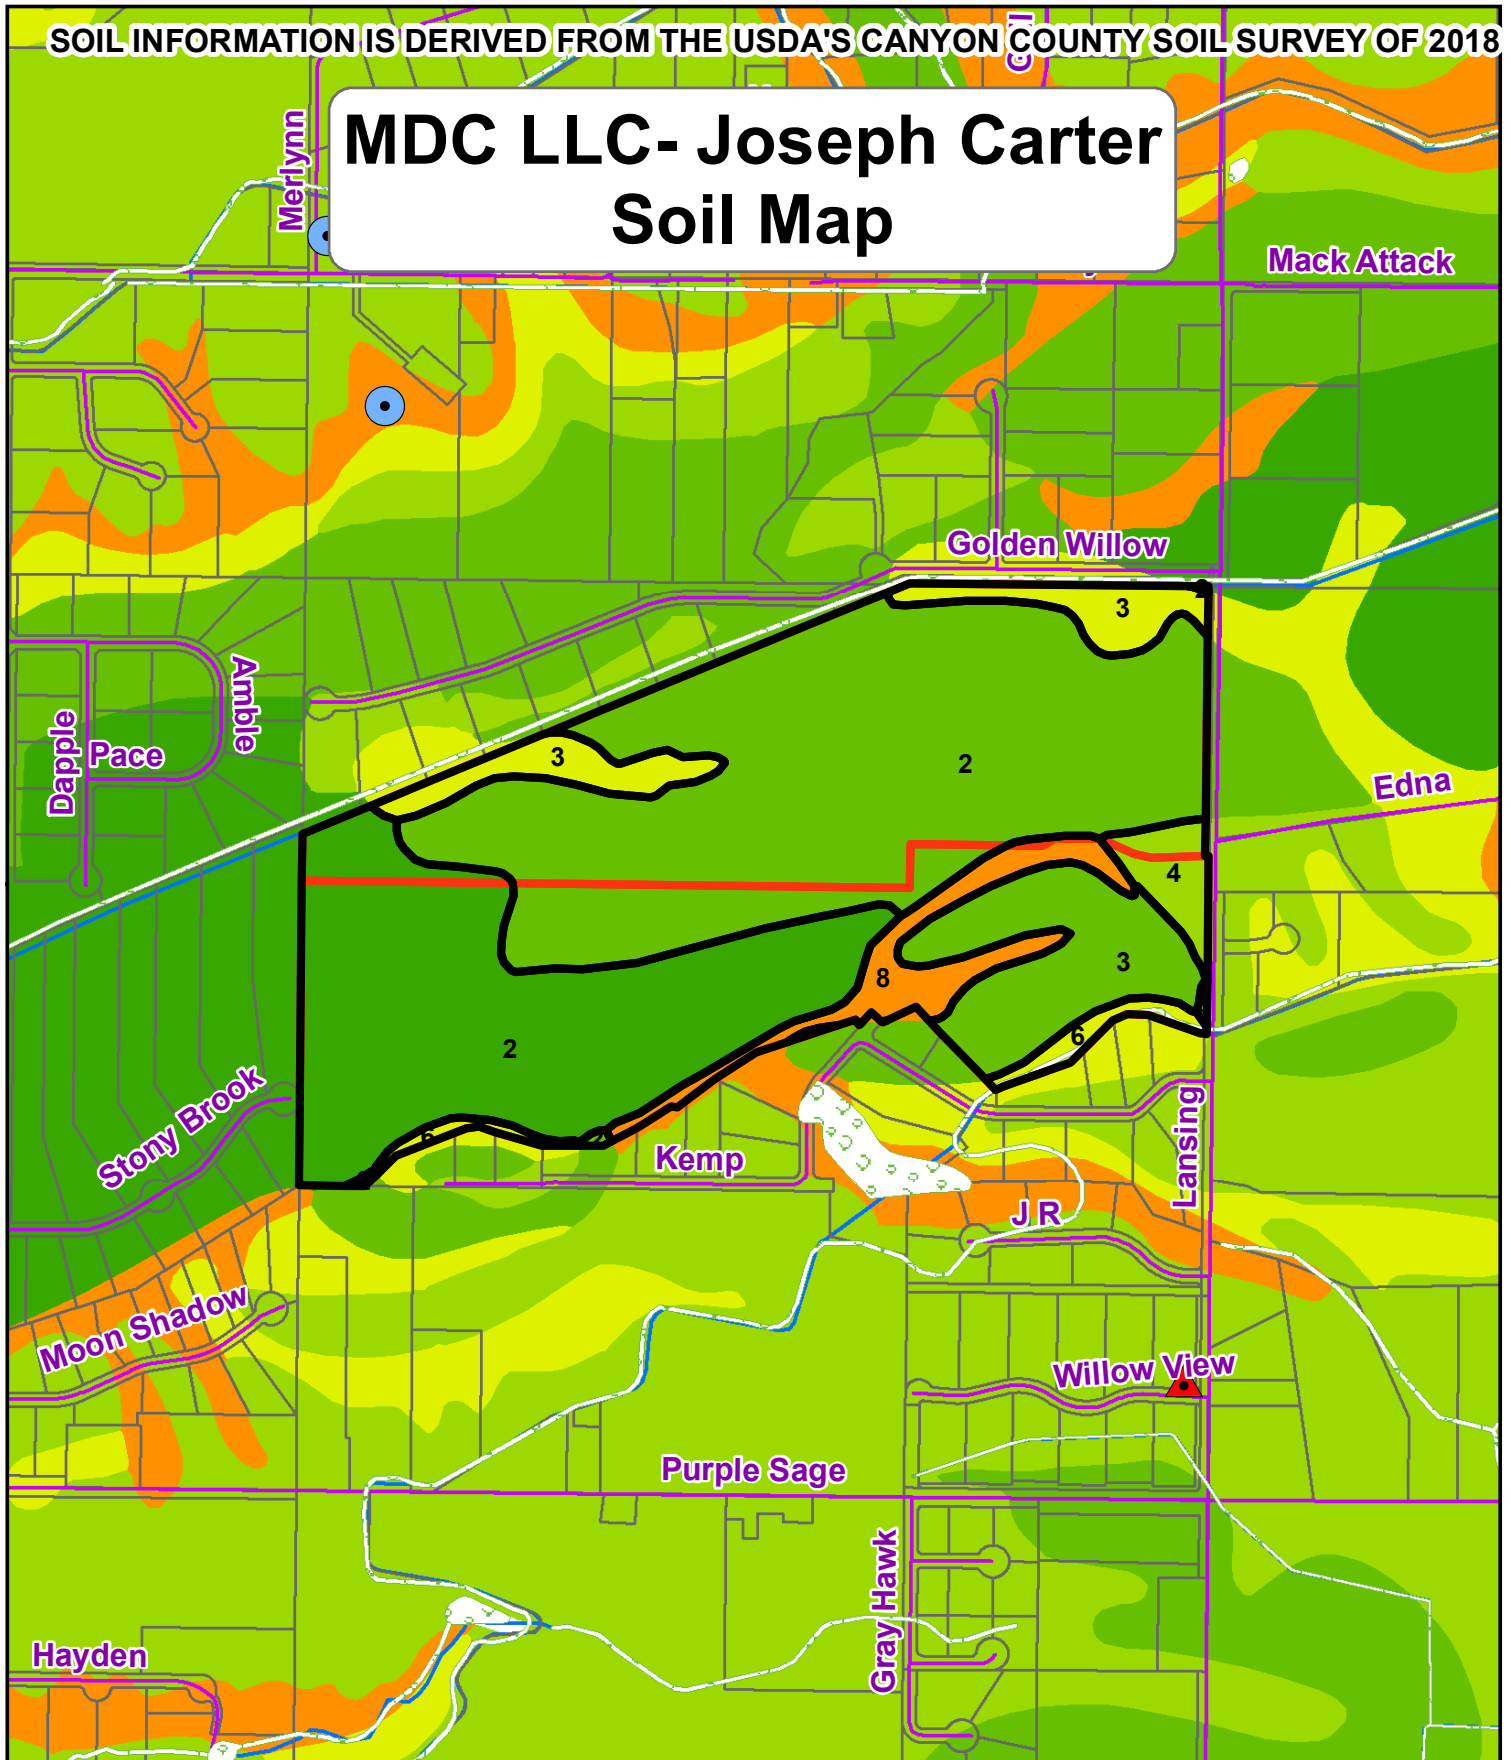 SOIL INFORMATION IS DERIVED FROM THE USDA'S CANYON COUNTY SOIL SURVEY OF 2018
MDC LLC- Joseph Carter
Soil Map
Merlynn
Mack Attack
Golden Willow
2
3
Amble
Dapple
Pace
3
2
Edna
4
3
8
6
2
Stony Brook
6
Kemp
Lansing
J R
Moon Shadow
Willow View
Purple Sage
Gray Hawk
Hayden